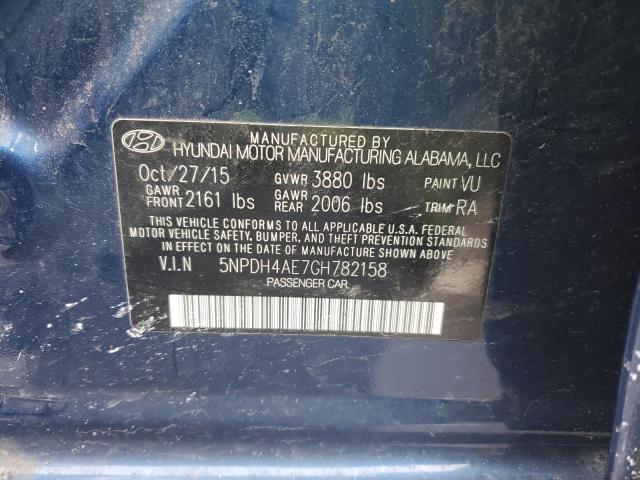 MANUFACTURED BY
HYUNDAI MOTOR MANUFACTURING ALABAMA, LLC
Oct/27/15 GVWR 3880 lbs PAINT VU
GAWR FRONT 2161 lbs GAWR REAR 2006 lbs TRIM RA
THIS VEHICLE CONFORMS TO ALL APPLICABLE U.S.A. FEDERAL
MOTOR VEHICLE SAFETY, BUMPER, AND THEFT PREVENTION STANDARDS
IN EFFECT ON THE DATE OF MANUFACTURE SHOWN ABOVE
V.I.N 5NPDH4AE7GH782158
PASSENGER CAR